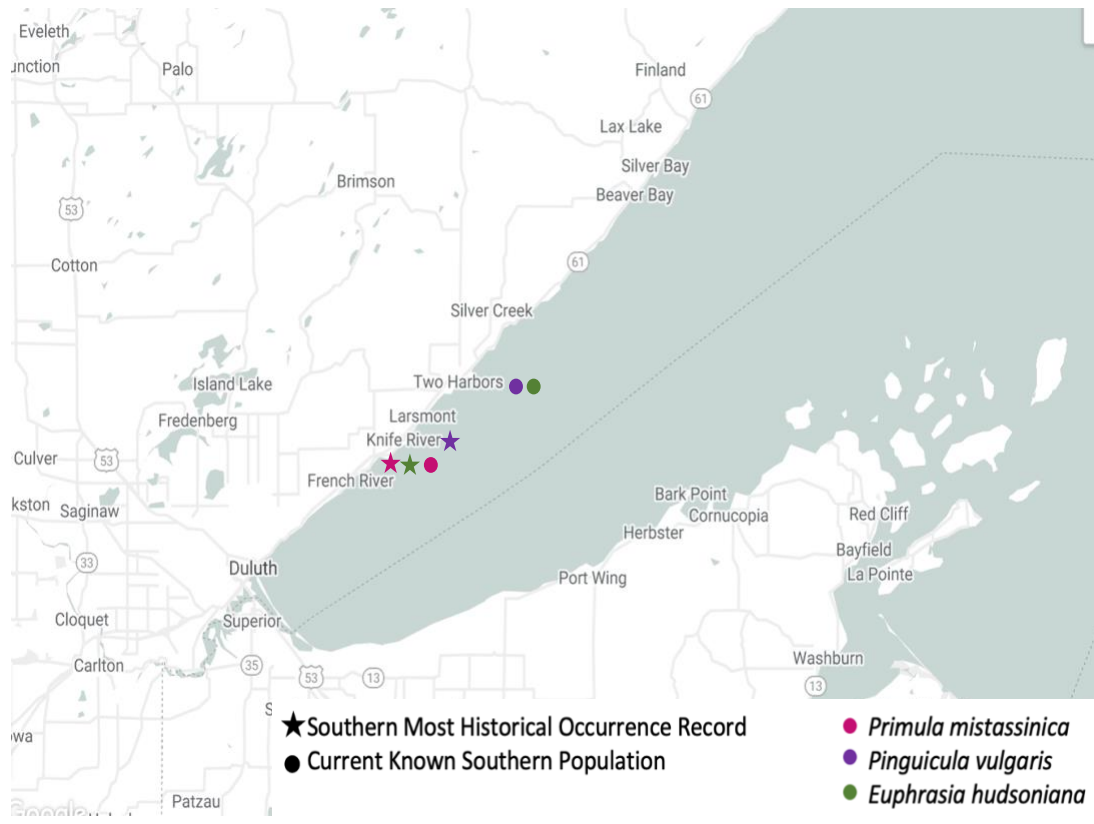 Eveleth
unction
Palo
Finland
61
Lax Lake
Silver Bay
Brimson
Beaver Bay
53
61
Cotton
Silver Creek
Two Harbors
Island Lake
Larsmont
Fredenberg
Knife River
Culver
53
French River
kston
Saginaw
Bark Point
Cornucopia
Red Cliff
Herbster
Bayfield
33
Duluth
La Pointe
Port Wing
Cloquet
Superior
Carlton
35
53
13
Washburn
13
S
owa
★Southern Most Historical Occurrence Record
● Current Known Southern Population
● Primula mistassinica
● Pinguicula vulgaris
● Euphrasia hudsoniana
Patzau
Google